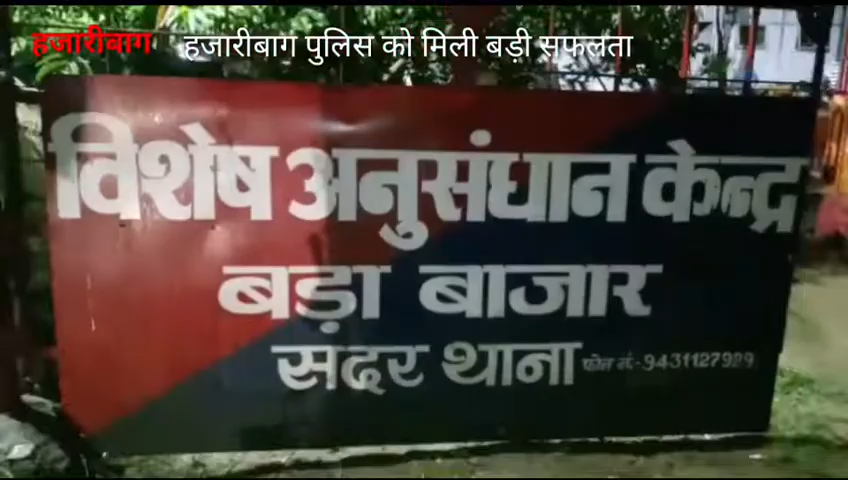 हजारीबाग हजारीबाग पुलिस को मिली बड़ी सफलता
विशेष अनुसंधान केन्द्र
बड़ा बाजार
सदर थाना फोन नं.-9431127929